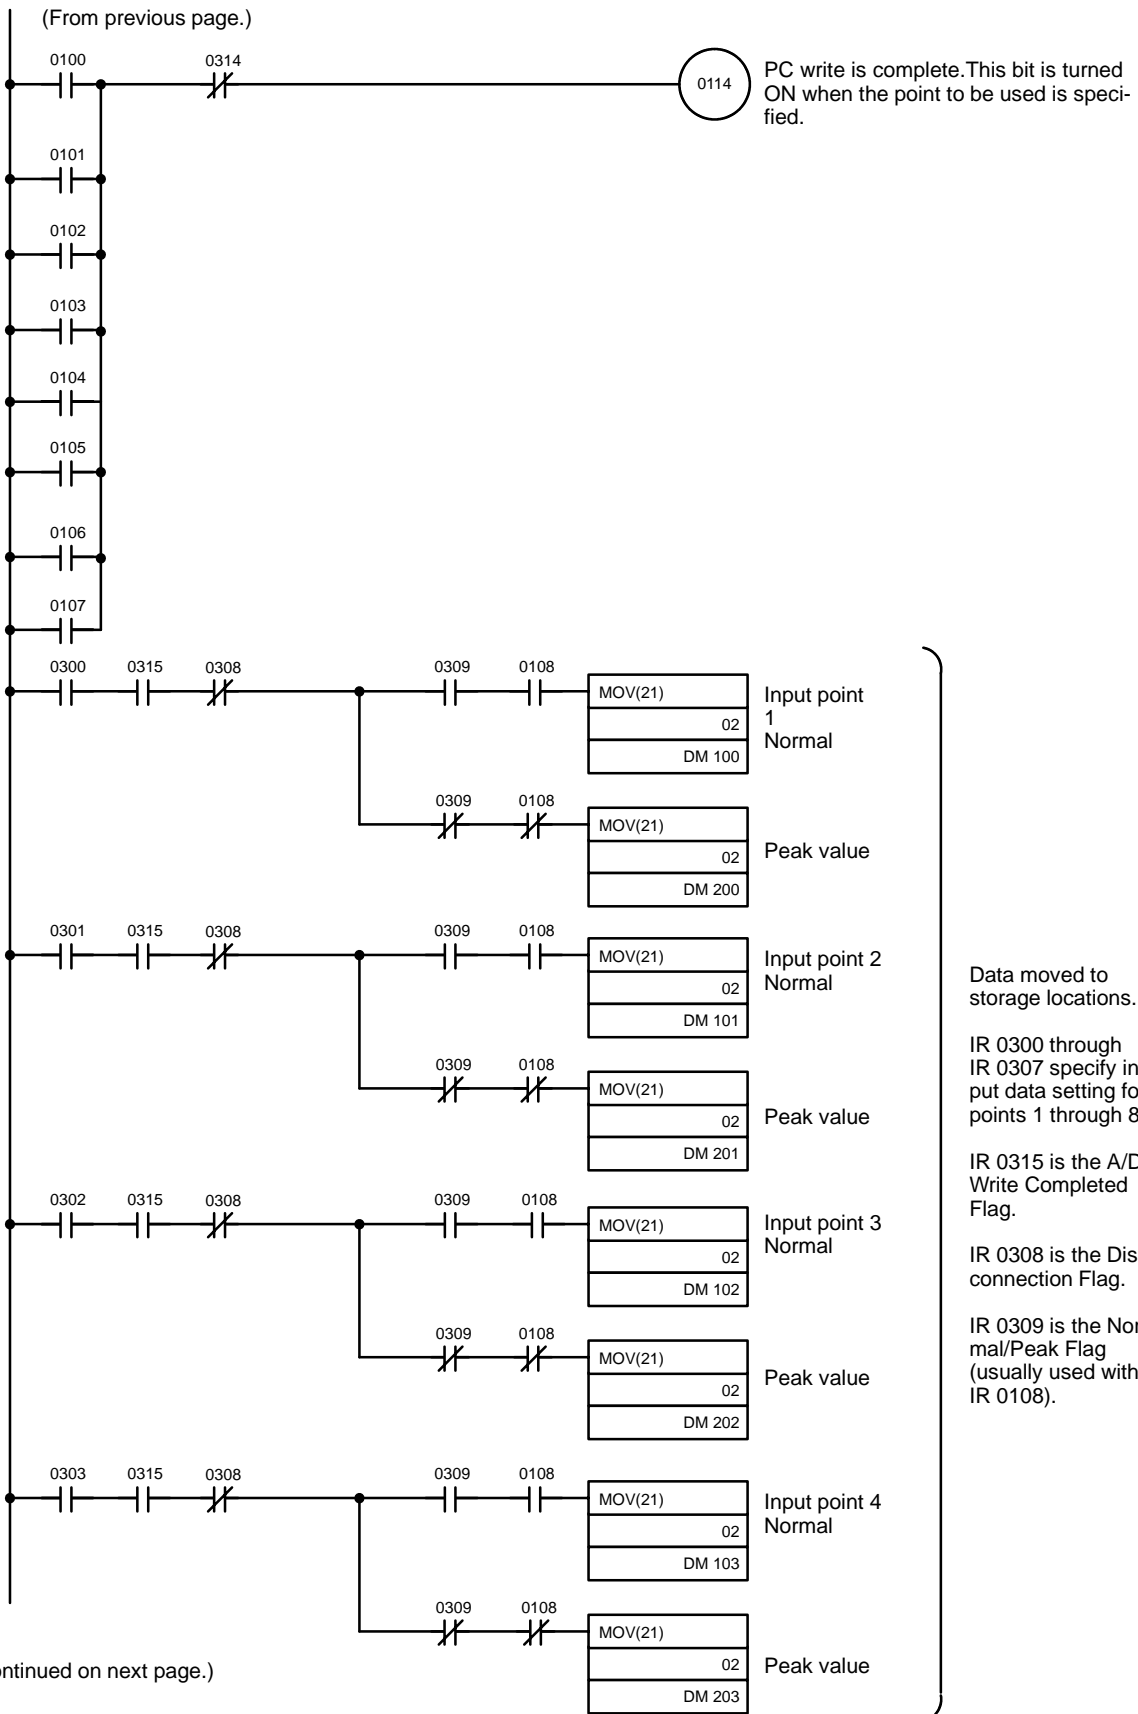 (From previous page.)
0100 0314
0114
PC write is complete.This bit is turned
ON when the point to be used is speci-
fied.
0101
0102
0103
0104
0105
0106
0107
0300 0315 0308 0309 0108
MOV(21)
02
DM 100
Input point
1
Normal
0309 0108
MOV(21)
02
DM 200
Peak value
0301 0315 0308 0309 0108
MOV(21)
02
DM 101
Input point 2
Normal
0309 0108
MOV(21)
02
DM 201
Peak value
0302 0315 0308 0309 0108
MOV(21)
02
DM 102
Input point 3
Normal
0309 0108
MOV(21)
02
DM 202
Peak value
0303 0315 0308 0309 0108
MOV(21)
02
DM 103
Input point 4
Normal
0309 0108
MOV(21)
02
DM 203
Peak value
Data moved to
storage locations.
IR 0300 through
IR 0307 specify in
put data setting fo
points 1 through 8
IR 0315 is the A/D
Write Completed
Flag.
IR 0308 is the Dis
connection Flag.
IR 0309 is the Nor
mal/Peak Flag
(usually used with
IR 0108).
ontinued on next page.)